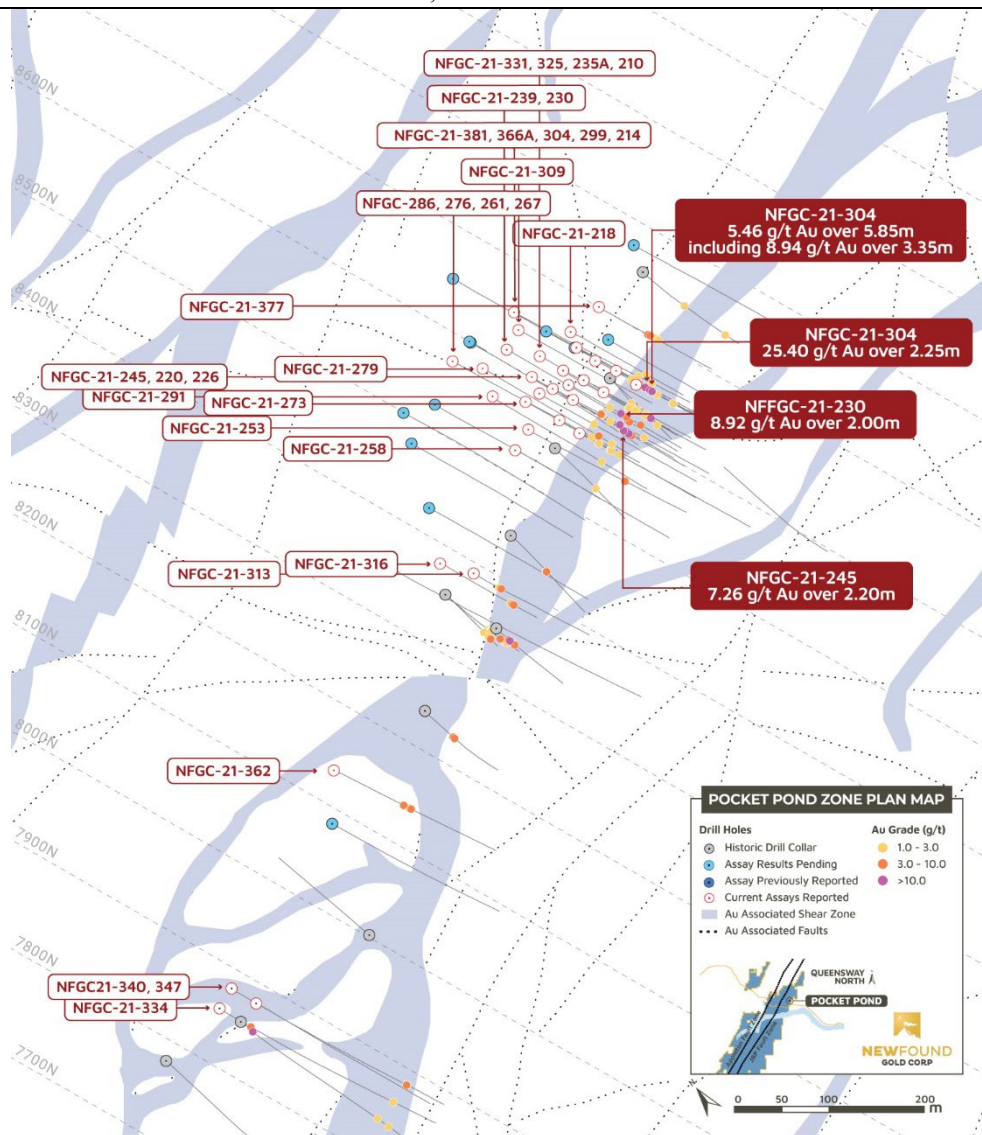 NFGC-21-331, 325, 235A, 210
NFGC-21-239, 230
NFGC-21-381, 366A, 304, 299, 214
NFGC-21-309
NFGC-286, 276, 261, 267
NFGC-21-218
NFGC-21-304
5.46 g/t Au over 5.85m
including 8.94 g/t Au over 3.35m
NFGC-21-377
NFGC-21-304
25.40 g/t Au over 2.25m
NFGC-21-279
NFGC-21-245, 220, 226
NFGC-21-291
NFGC-21-273
NFFGC-21-230
8.92 g/t Au over 2.00m
NFGC-21-253
NFGC-21-258
NFGC-21-316
NFGC-21-313
NFGC-21-245
7.26 g/t Au over 2.20m
NFGC-21-362
NFGC21-340, 347
NFGC-21-334
8600N
8500N
8400N
8300N
8200N
8100N
8000N
7900N
7800N
7700N
POCKET POND ZONE PLAN MAP
Drill Holes
Historic Drill Collar
Assay Results Pending
Assay Previously Reported
Current Assays Reported
Au Associated Shear Zone
Au Associated Faults
Au Grade (g/t)
1.0 - 3.0
3.0 - 10.0
>10.0
QUEENSWAY
NORTH
POCKET POND
Fault Zone
JBP Fault Zone
NEWFOUND
GOLD CORP
N
0 50 100 200
m